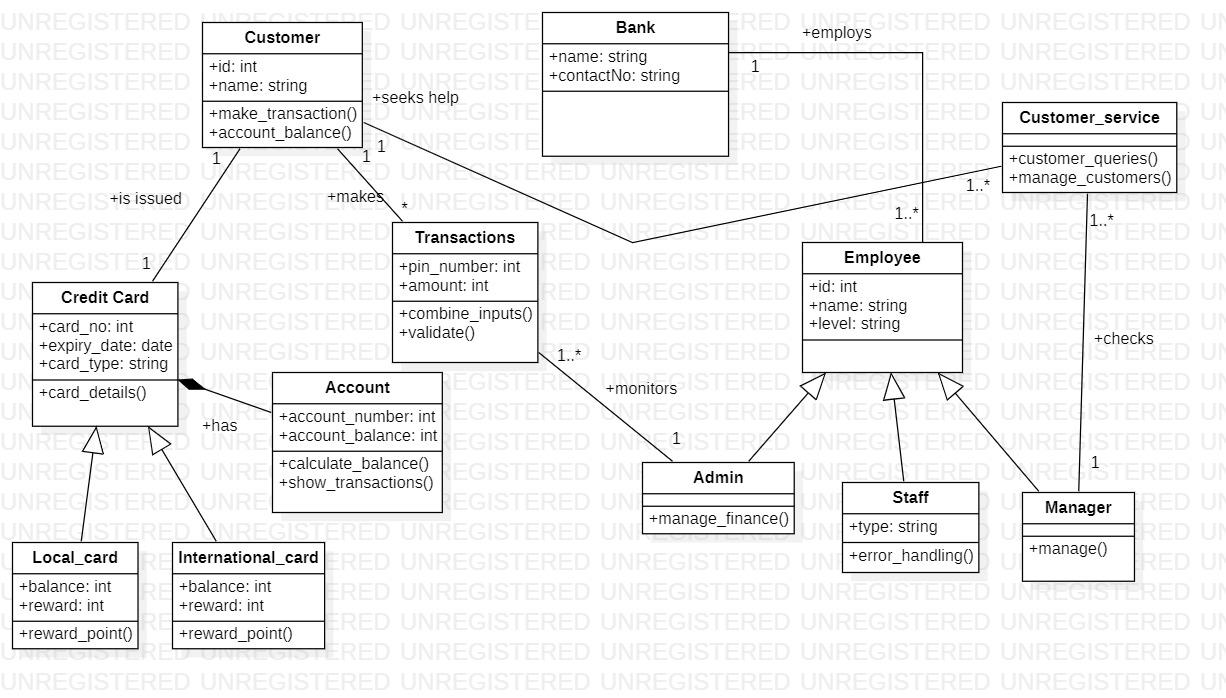 Customer
+id: int
+name: string
+make_transaction()
+account_balance()
Bank
+name: string
+contactNo: string
+employs
1
+seeks help
1
1..*
Customer_service
+customer_queries()
+manage_customers()
1
+is issued
1
1
+makes
*
Transactions
+pin_number: int
+amount: int
+combine_inputs()
+validate()
1..*
Employee
+id: int
+name: string
+level: string
1..*
+checks
1
Credit Card
+card_no: int
+expiry_date: date
+card_type: string
+card_details()
+has
Account
+account_number: int
+account_balance: int
+calculate_balance()
+show_transactions()
1..*
+monitors
1
Admin
+manage_finance()
Staff
+type: string
+error_handling()
Manager
+manage()
Local_card
+balance: int
+reward: int
+reward_point()
International_card
+balance: int
+reward: int
+reward_point()
UNREGISTERED